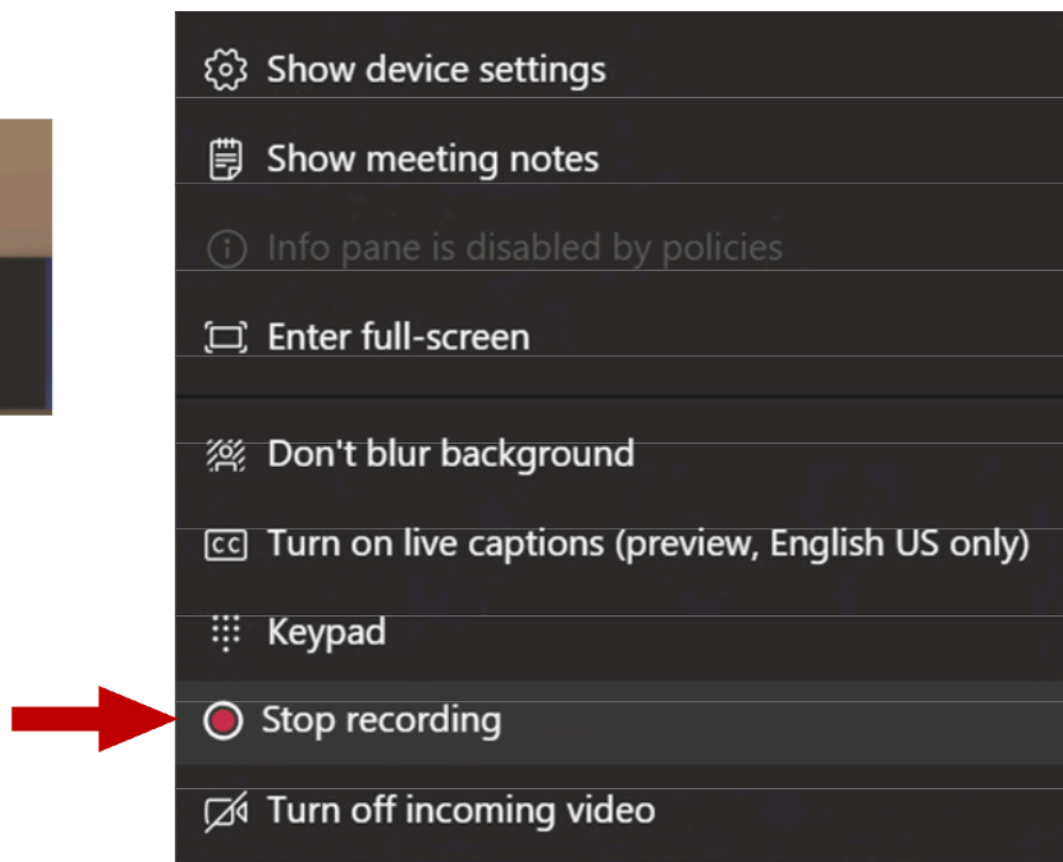 Show device settings
Show meeting notes
Info pane is disabled by policies
Enter full-screen
Don't blur background
CC Turn on live captions (preview, English US only)
Keypad
Stop recording
Turn off incoming video